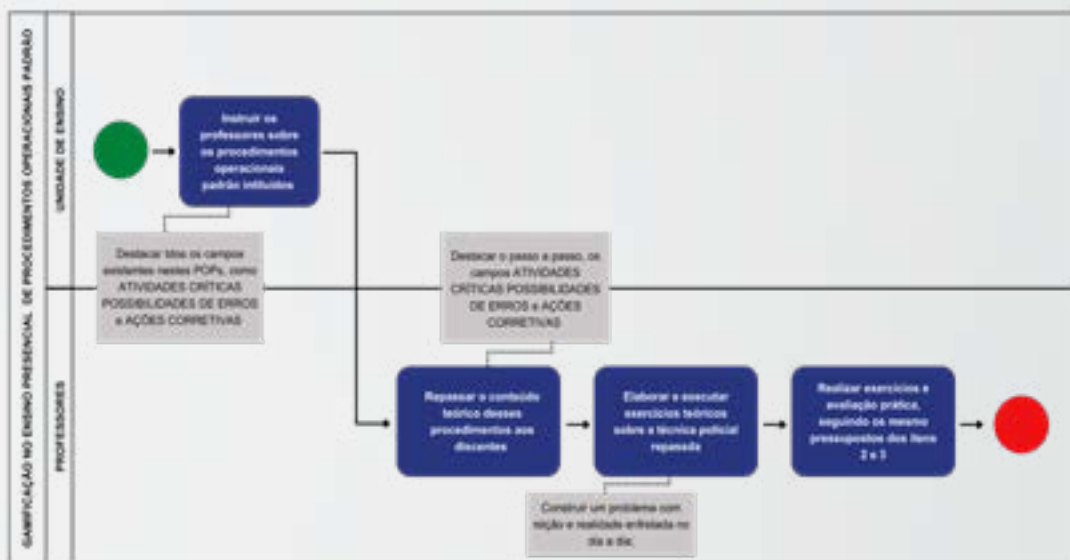 GAMIFICAÇÃO NO ENSINO PRESENCIAL DE PROCEDIMENTOS OPERACIONAIS PADRÃO
UNIDADE DE ENSINO
Instruir os
professores sobre
os procedimentos
operacionais
padrão intituidos
Destacar todos os campos
existentes nestes POPs, como
ATIVIDADES CRÍTICAS
POSSIBILIDADES DE ERROS
e AÇÕES CORRETIVAS
Destacar o passo a passo, os
campos ATIVIDADES
CRÍTICAS POSSIBILIDADES
DE ERROS e AÇÕES
CORRETIVAS
PROFESSORES
Repassar o conteúdo
teórico desses
procedimentos aos
discentes
Elaborar e executar
exercícios teóricos
sobre a técnica policial
repassada
Realizar exercícios e
avaliação prática,
seguindo os mesmo
pressupostos dos itens
2 e 3
Construir um problema com
e realidade no
dia a dia;